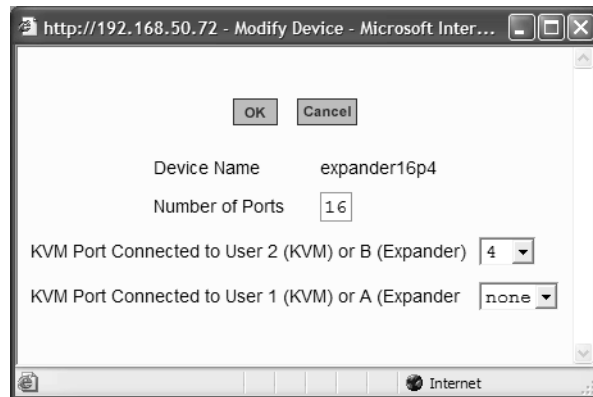 http://192.168.50.72 - Modify Device - Microsoft Inter...
OK Cancel
Device Name expander16p4
Number of Ports 16
KVM Port Connected to User 2 (KVM) or B (Expander) 4
KVM Port Connected to User 1 (KVM) or A (Expander none
Internet